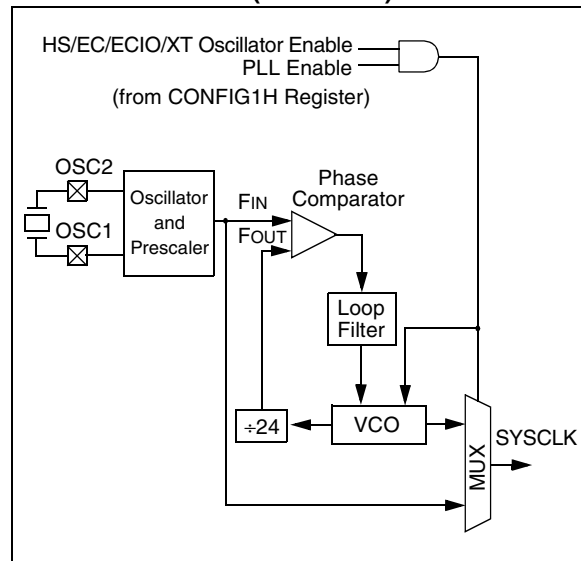 HS/EC/ECIO/XT Oscillator Enable
PLL Enable
(from CONFIG1H Register)
OSC2
OSC1
Oscillator
and
Prescaler
FIN
FOUT
Phase
Comparator
Loop
Filter
÷24
VCO
MUX
SYSCLK